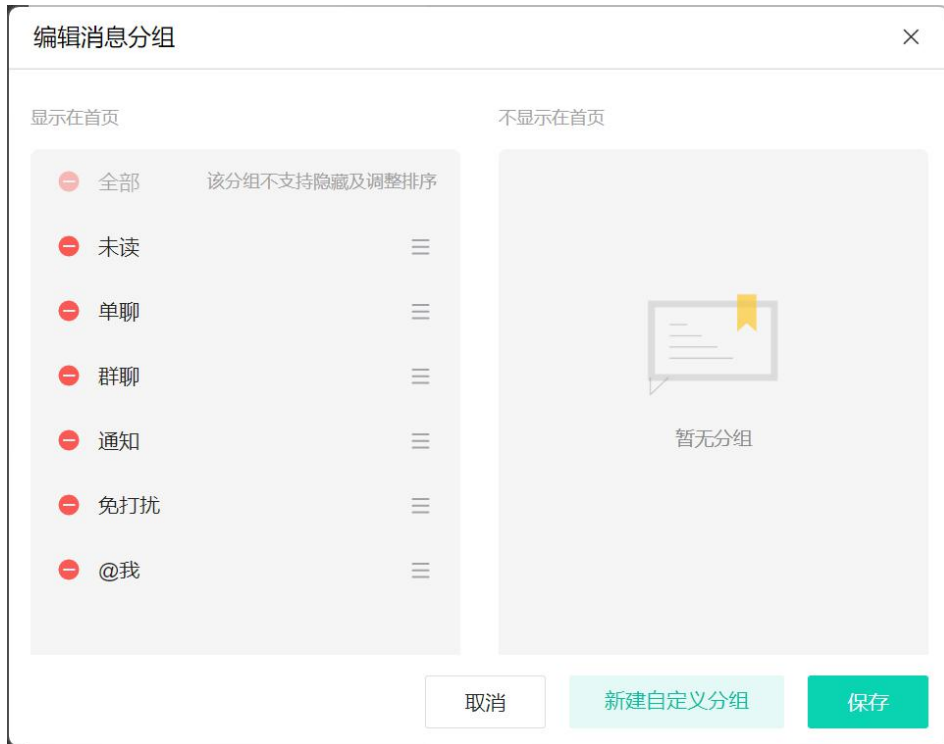 编辑消息分组
显示在首页
全部 该分组不支持隐藏及调整排序
未读
单聊
群聊
通知
免打扰
@我
不显示在首页
暂无分组
取消 新建自定义分组 保存